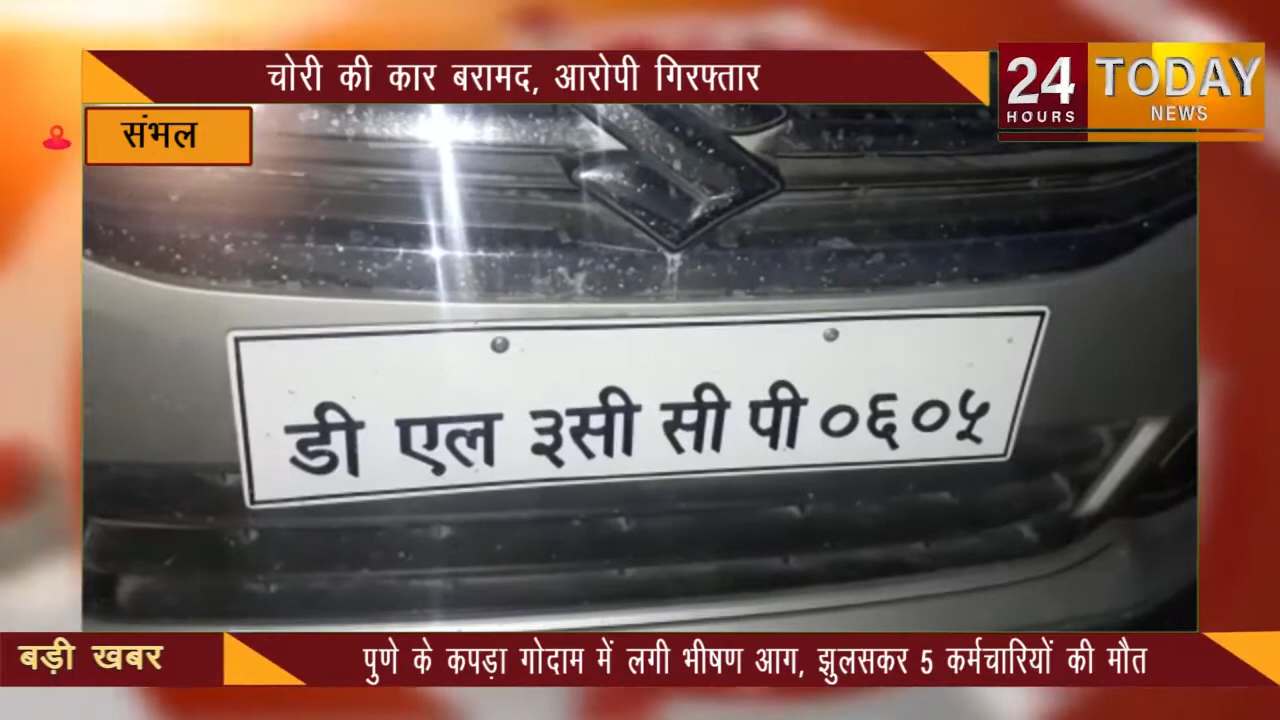 चोरी की कार बरामद, आरोपी गिरफ्तार
24 TODAY
HOURS NEWS
संभल
डी एल ३सी सी पी ०६०५
बड़ी खबर
पुणे के कपड़ा गोदाम में लगी भीषण आग, झुलसकर 5 कर्मचारियों की मौत